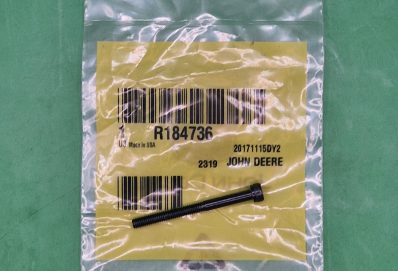 1
R184736
Made in USA
20171115DY2
2319 JOHN DEERE